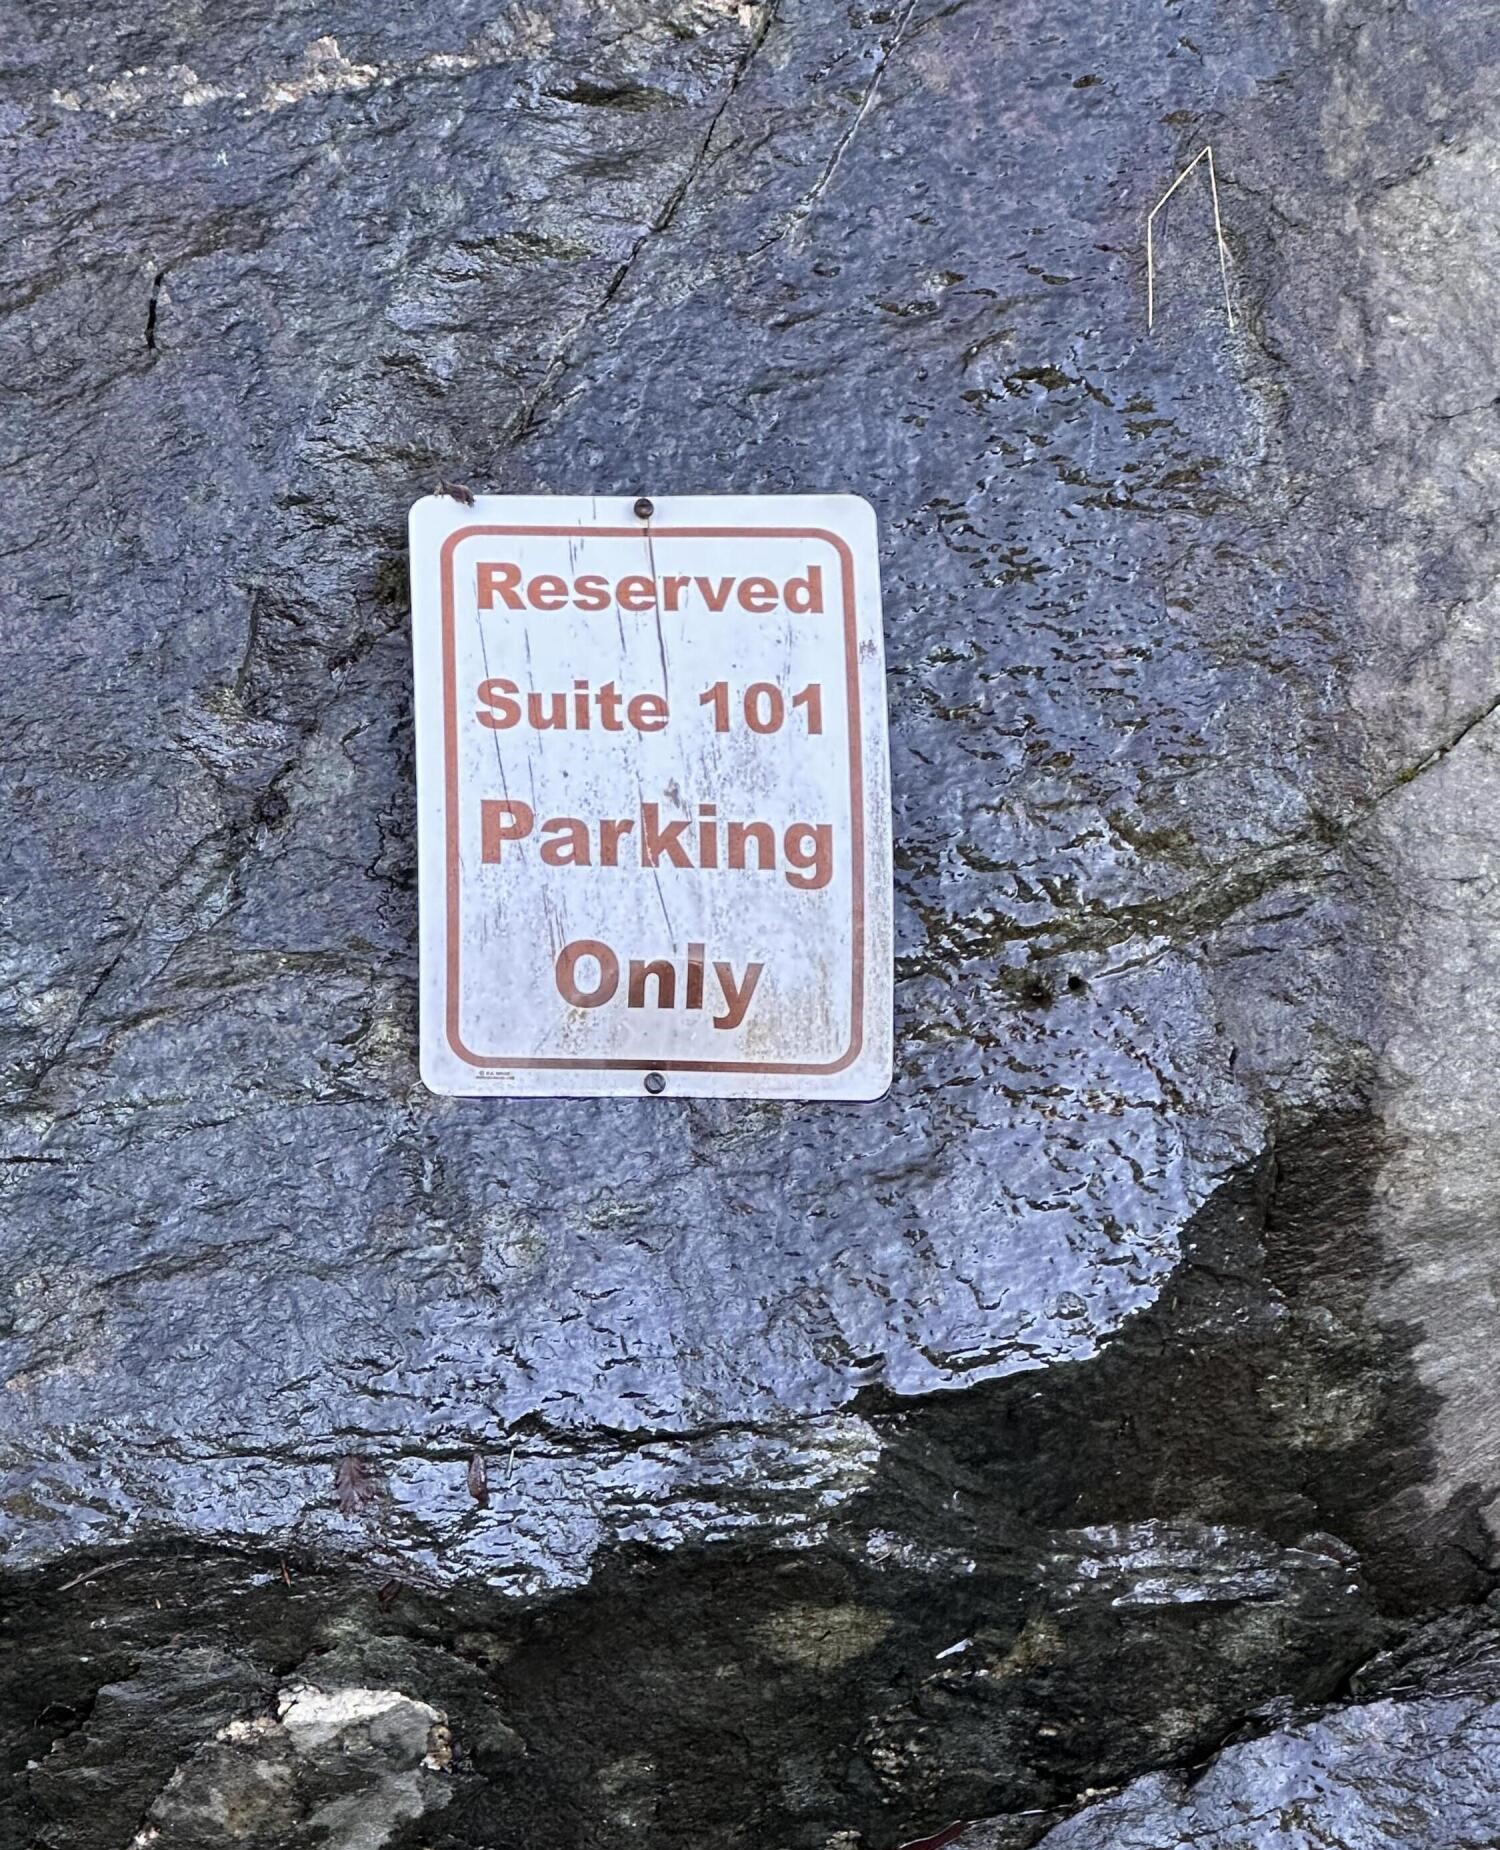 Reserved
Suite 101
Parking
Only